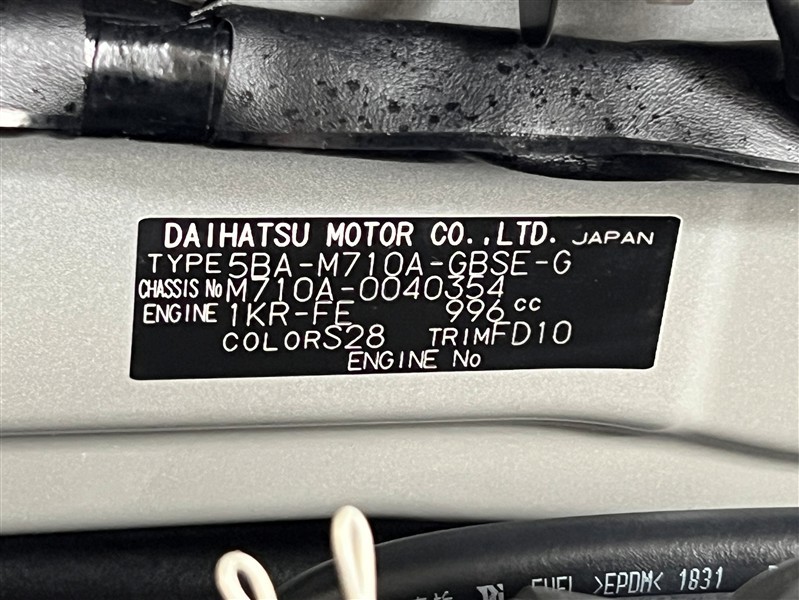 DAIHATSU MOTOR CO.,LTD. JAPAN
TYPE 5BA-M710A-GBSE-G
CHASSIS No M710A-0040354
ENGINE 1KR-FE 996 cc
COLOR S28 TRIM FD10
ENGINE No
FUEL >EPDM< 1831